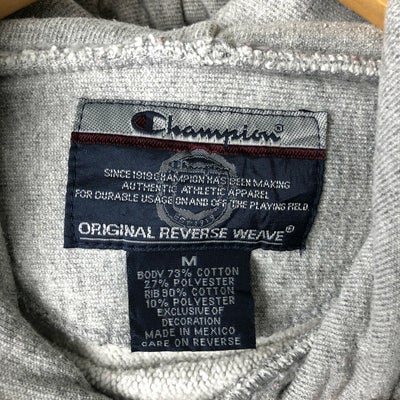 Champion®
SINCE 1919 CHAMPION HAS BEEN MAKING
AUTHENTIC ATHLETIC APPAREL
FOR DURABLE USAGE ON AND OFF THE PLAYING FIELD.
ORIGINAL REVERSE WEAVE®
M
BODY 73% COTTON
27% POLYESTER
RIB 90% COTTON
10% POLYESTER
EXCLUSIVE OF
DECORATION
MADE IN MEXICO
CARE ON REVERSE